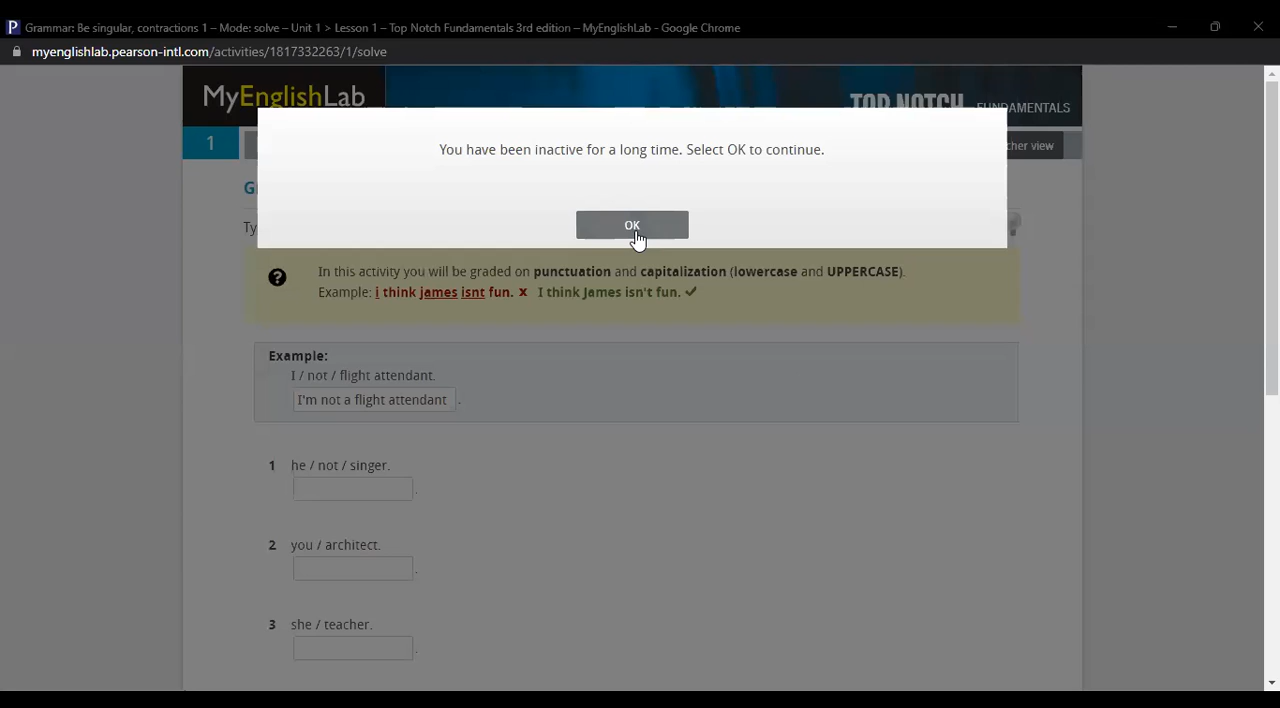 Grammar: Be singular, contractions 1 – Mode: solve – Unit 1 > Lesson 1 – Top Notch Fundamentals 3rd edition – MyEnglishLab - Google Chrome
myenglishlab.pearson-intl.com/activities/1817332263/1/solve
MyEnglishLab
TOP NOTCH FUNDAMENTALS
1
cher view
You have been inactive for a long time. Select OK to continue.
G
OK
Ty
In this activity you will be graded on punctuation and capitalization (lowercase and UPPERCASE).
Example: i think james isnt fun. x I think James isn't fun. ✓
Example:
I / not / flight attendant.
I'm not a flight attendant .
1 he / not / singer.
.
2 you / architect.
.
3 she / teacher.
.